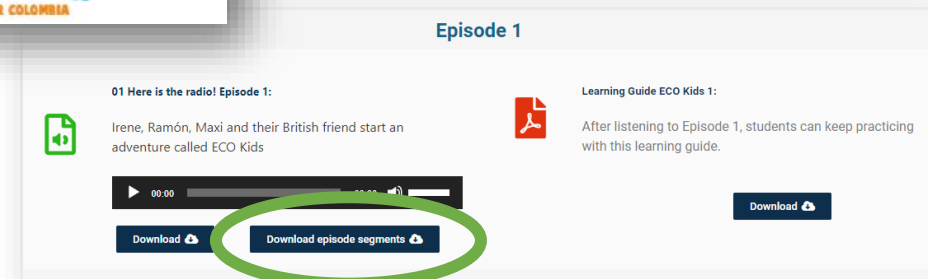 COLOMBIA
Episode 1
01 Here is the radio! Episode 1:
Irene, Ramón, Maxi and their British friend start an
adventure called ECO Kids
00:00
Download
Download episode segments
Learning Guide ECO Kids 1:
After listening to Episode 1, students can keep practicing
with this learning guide.
Download